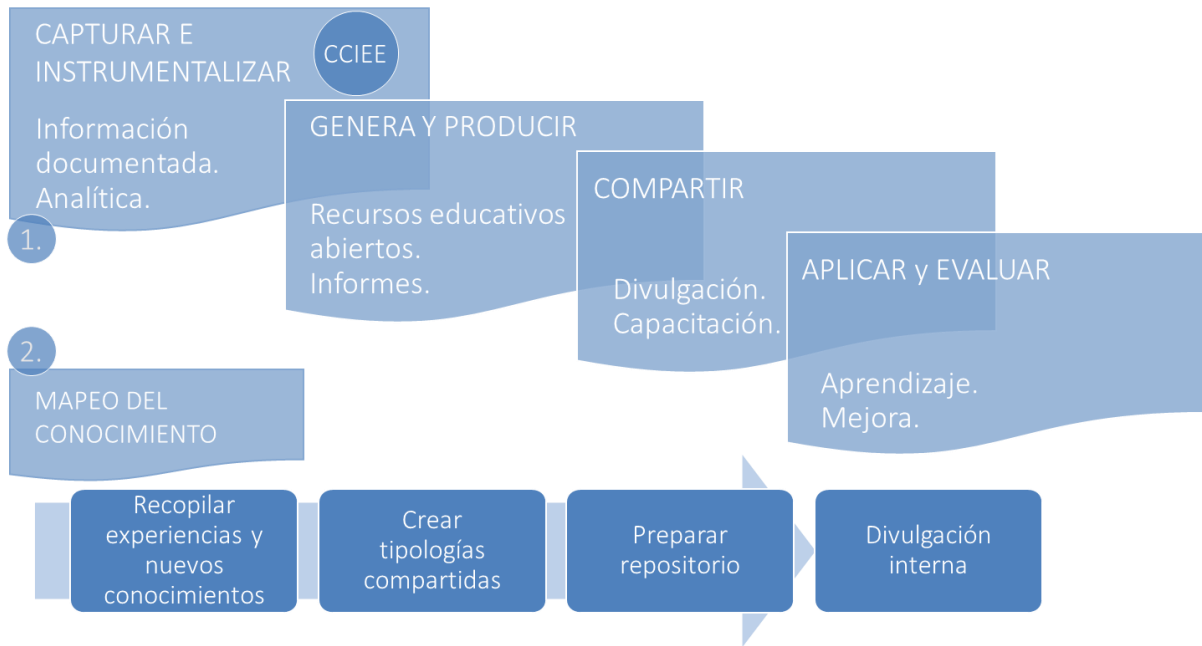 CAPTURAR E
INSTRUMENTALIZAR
CCIEE
Información
documentada.
Analítica.
1.
GENERA Y PRODUCIR
Recursos educativos
abiertos.
Informes.
COMPARTIR
Divulgación.
Capacitación.
APLICAR y EVALUAR
Aprendizaje.
Mejora.
2.
MAPEO DEL
CONOCIMIENTO
Recopilar
experiencias y
nuevos
conocimientos
Crear
tipologías
compartidas
Preparar
repositorio
Divulgación
interna